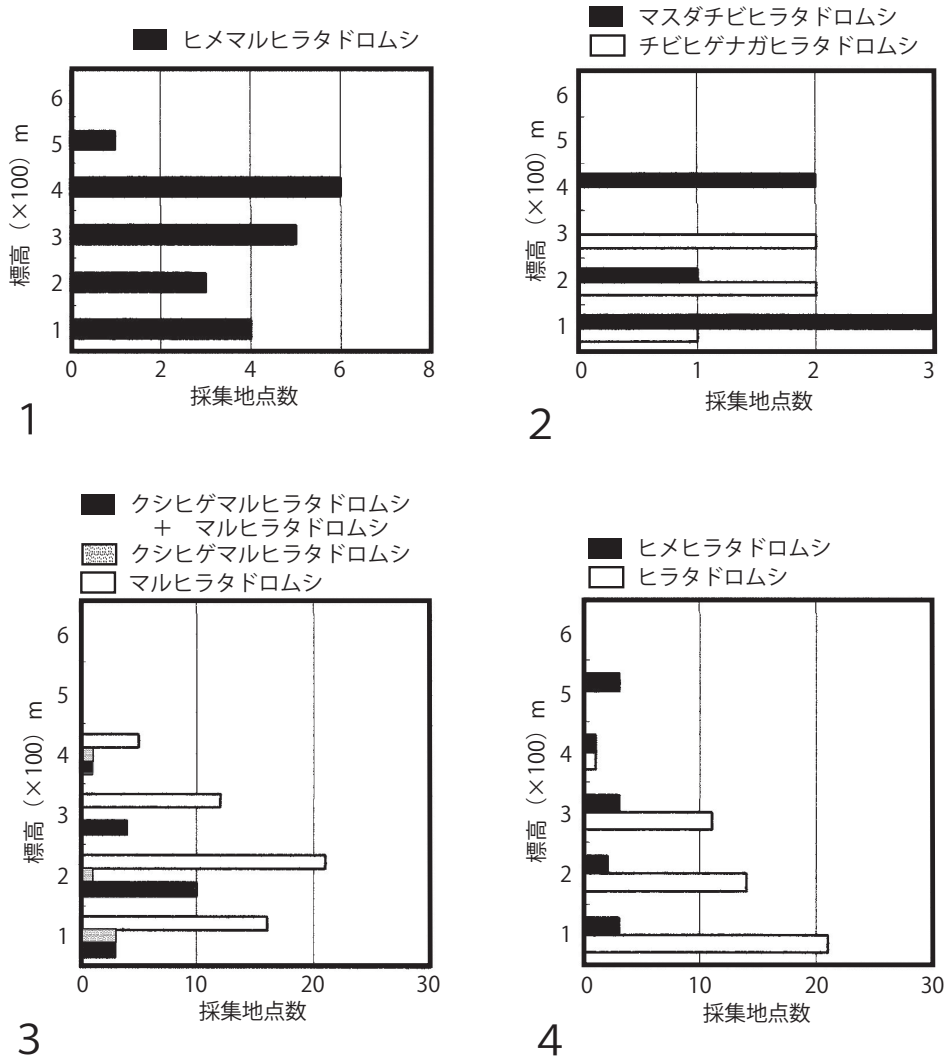 ヒメマルヒラタドロムシ
標高（×100）m
6
5
4
3
2
1
0 2 4 6 8
採集地点数
1
マスダチビヒラタドロムシ
チビヒゲナガヒラタドロムシ
標高（×100）m
6
5
4
3
2
1
0 1 2 3
採集地点数
2
クシヒゲマルヒラタドロムシ
＋ マルヒラタドロムシ
クシヒゲマルヒラタドロムシ
マルヒラタドロムシ
標高（×100）m
6
5
4
3
2
1
0 10 20 30
採集地点数
3
ヒメヒラタドロムシ
ヒラタドロムシ
標高（×100）m
6
5
4
3
2
1
0 10 20 30
採集地点数
4